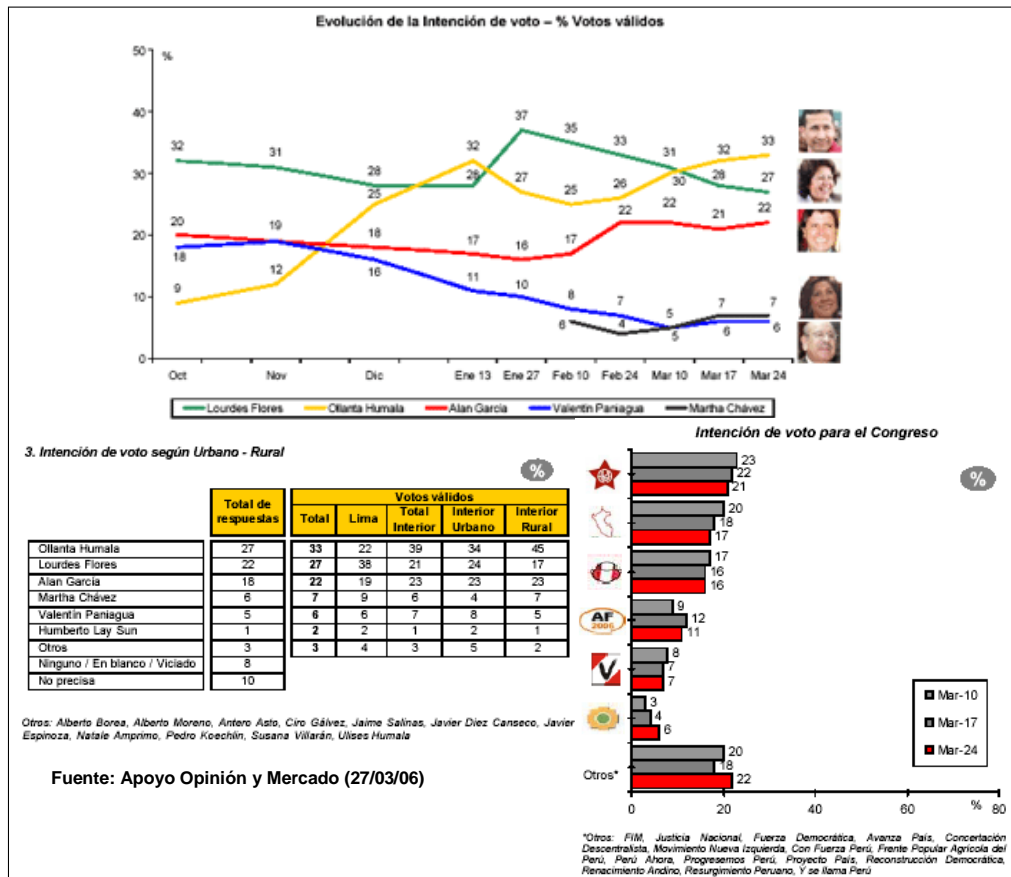 Evolución de la Intención de voto – % Votos válidos
%
50
40
30
20
10
0
32 31 28 28 37 35 33 31 28 27
9 12 25 32 27 25 26 30 32 33
20 19 18 17 16 17 22 22 21 22
18 16 11 10 8 7 5 6 6
6 4 5 7 7
Oct Nov Dic Ene 13 Ene 27 Feb 10 Feb 24 Mar 10 Mar 17 Mar 24
Lourdes Flores Ollanta Humala Alan García Valentín Paniagua Martha Chávez
3. Intención de voto según Urbano - Rural
%
Total de respuestas
Votos válidos
Total Lima Total Interior Interior Urbano Interior Rural
Ollanta Humala 27 33 22 39 34 45
Lourdes Flores 22 27 38 21 24 17
Alan García 18 22 19 23 23 23
Martha Chávez 6 7 9 6 4 7
Valentín Paniagua 5 6 6 7 8 5
Humberto Lay Sun 1 2 2 1 2 1
Otros 3 3 4 3 5 2
Ninguno / En blanco / Viciado 8
No precisa 10
Otros: Alberto Borea, Alberto Moreno, Antero Asto, Ciro Gálvez, Jaime Salinas, Javier Diez Canseco, Javier
Espinoza, Natale Amprimo, Pedro Koechlin, Susana Villarán, Ulises Humala
Fuente: Apoyo Opinión y Mercado (27/03/06)
Intención de voto para el Congreso
%
23
22
21
20
18
17
17
16
16
AF
2006
9
12
11
V
8
7
7
3
4
6
Otros*
20
18
22
Mar-10
Mar-17
Mar-24
0 20 40 60 80
%
*Otros: FIM, Justicia Nacional, Fuerza Democrática, Avanza País, Concertación
Descentralista, Movimiento Nueva Izquierda, Con Fuerza Perú, Frente Popular Agrícola del
Perú, Perú Ahora, Progresemos Perú, Proyecto País, Reconstrucción Democrática,
Renacimiento Andino, Resurgimiento Peruano, Y se llama Perú